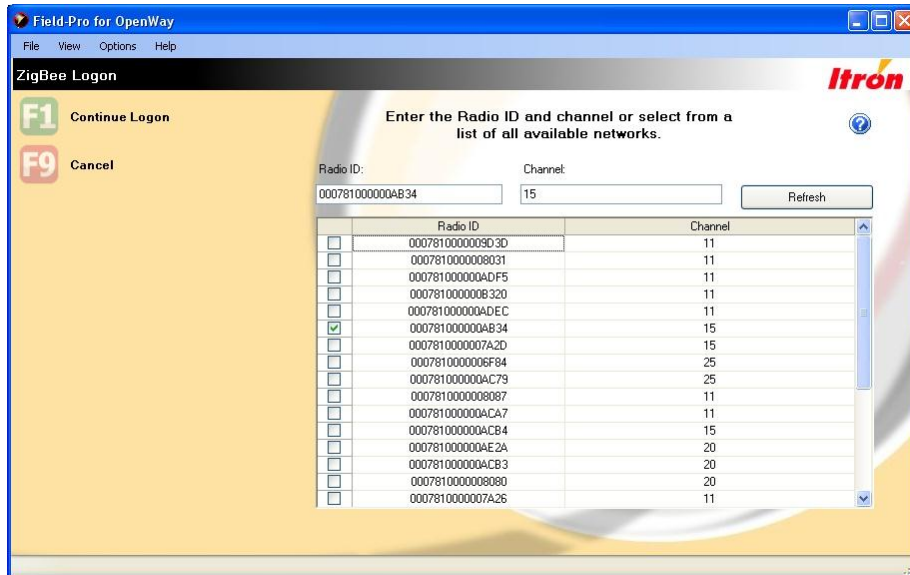 Field-Pro for OpenWay
File View Options Help
ZigBee Logon
Itron
F1 Continue Logon
F9 Cancel
Enter the Radio ID and channel or select from a
list of all available networks.
Radio ID: Channel:
000781000000AB34 15 Refresh
Radio ID Channel
0007810000009D3D 11
0007810000008031 11
000781000000ADF5 11
000781000000B320 11
000781000000ADEC 11
000781000000AB34 15
0007810000007A2D 15
0007810000006F84 25
000781000000AC79 25
0007810000008087 11
000781000000ACA7 11
000781000000ACB4 15
000781000000AE2A 20
000781000000ACB3 20
0007810000008080 20
0007810000007A26 11